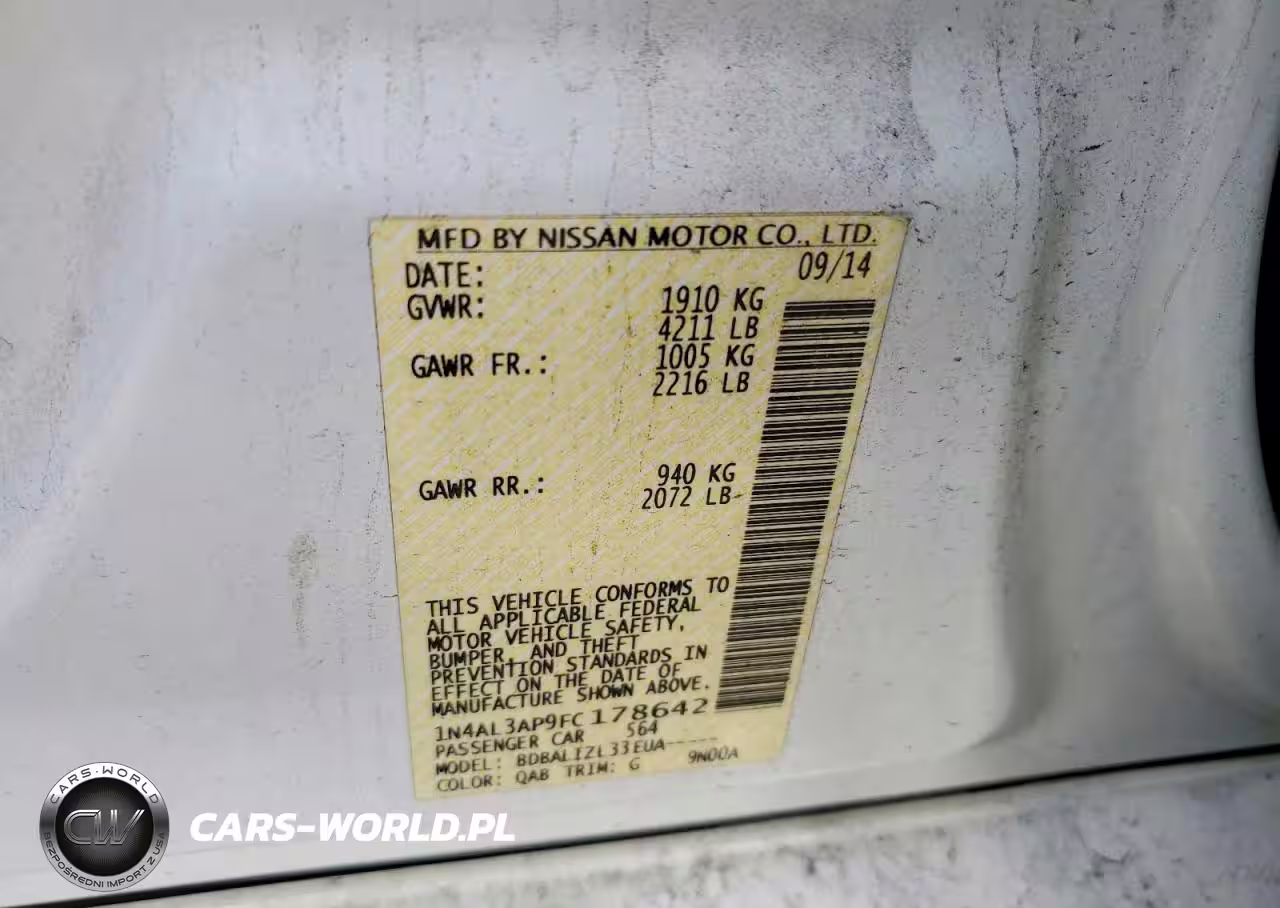 MFD BY NISSAN MOTOR CO., LTD.
DATE: 09/14
GVWR: 1910 KG
4211 LB
GAWR FR.: 1005 KG
2216 LB
GAWR RR.: 940 KG
2072 LB
THIS VEHICLE CONFORMS TO
ALL APPLICABLE FEDERAL
MOTOR VEHICLE SAFETY,
BUMPER, AND THEFT
PREVENTION STANDARDS IN
EFFECT ON THE DATE OF
MANUFACTURE SHOWN ABOVE.
1N4AL3AP9FC178642
PASSENGER CAR 564
MODEL: BDBALIZL33EUA-----
COLOR: QAB TRIM: G 9N00A
CARS-WORLD
CW
BEZPOŚREDNI IMPORT Z USA
CARS-WORLD.PL